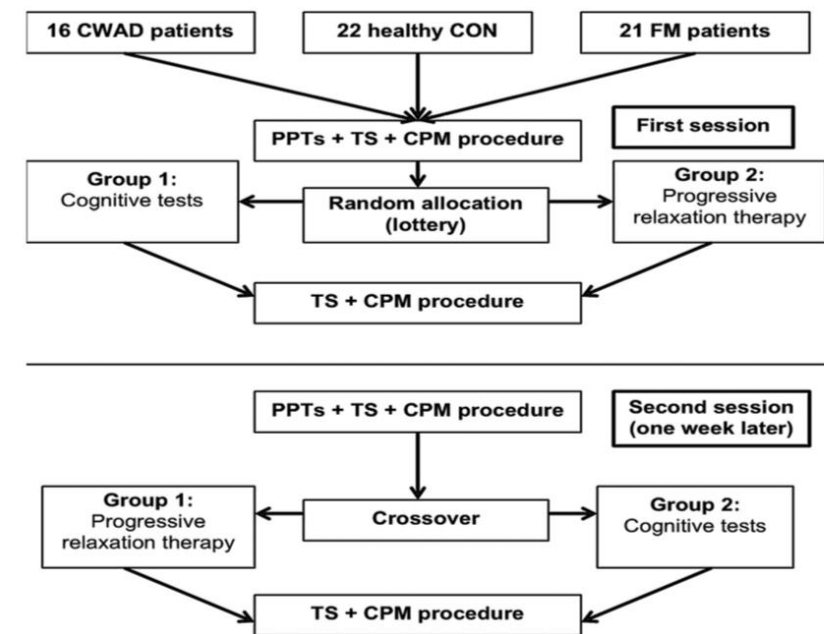 16 CWAD patients
22 healthy CON
21 FM patients
PPTs + TS + CPM procedure
First session
Group 1:
Cognitive tests
Random allocation
(lottery)
Group 2:
Progressive
relaxation therapy
TS + CPM procedure
PPTs + TS + CPM procedure
Second session
(one week later)
Group 1:
Progressive
relaxation therapy
Crossover
Group 2:
Cognitive tests
TS + CPM procedure